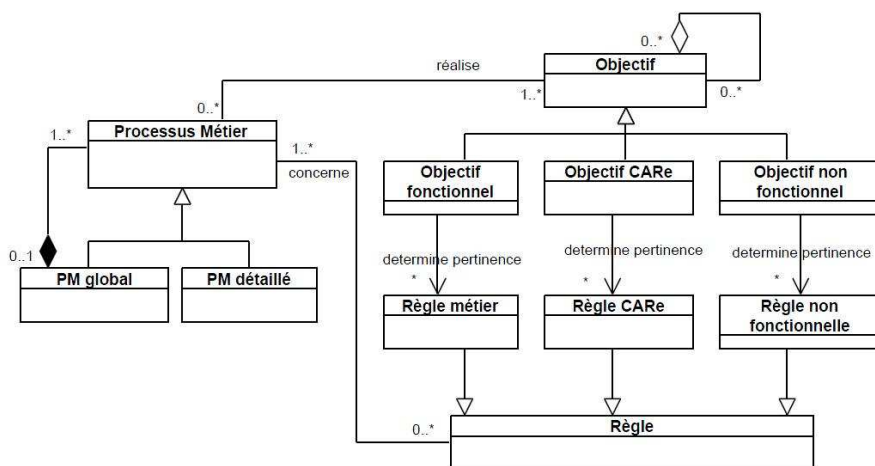 0..*
Objectif
réalise
1..*
0..*
0..*
1..*
Processus Métier
1..*
concerne
Objectif
fonctionnel
Objectif CARe
Objectif non
fonctionnel
0..1
PM global
PM détaillé
determine pertinence
determine pertinence
determine pertinence
*
*
*
Règle métier
Règle CARe
Règle non
fonctionnelle
0..*
Règle